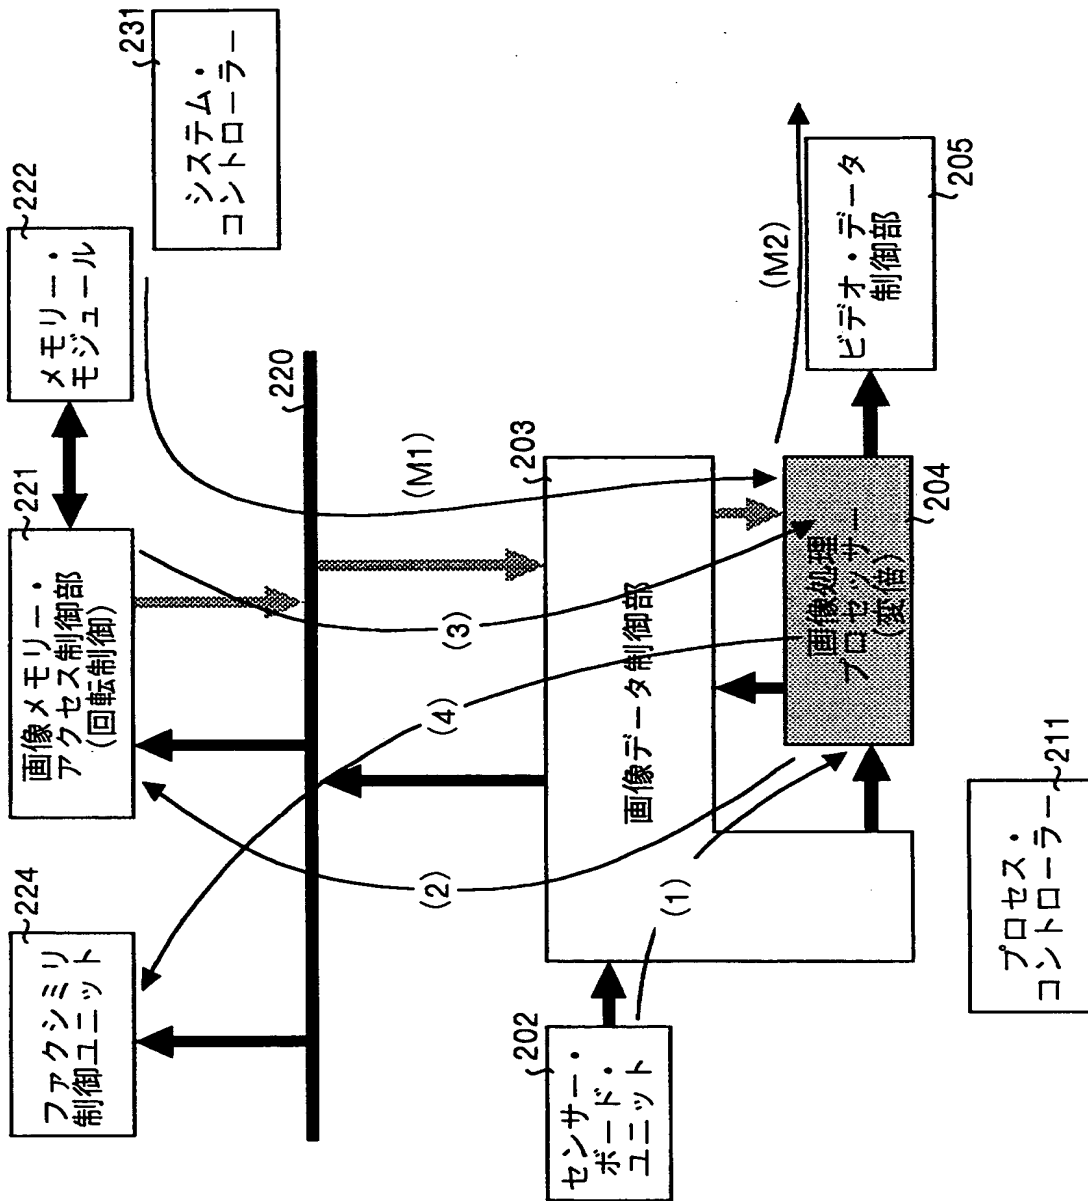 ファクシミリ
制御ユニット
224
画像メモリー・
アクセス制御部
(回転制御)
221
メモリー・
モジュール
222
システム・
コントローラー
231
220
(M1)
(3)
(4)
(2)
(1)
(M2)
センサー・
ボード・
ユニット
202
画像データ制御部
203
画像処理
プロセッサー
(変倍)
204
ビデオ・データ
制御部
205
プロセス・
コントローラー
211